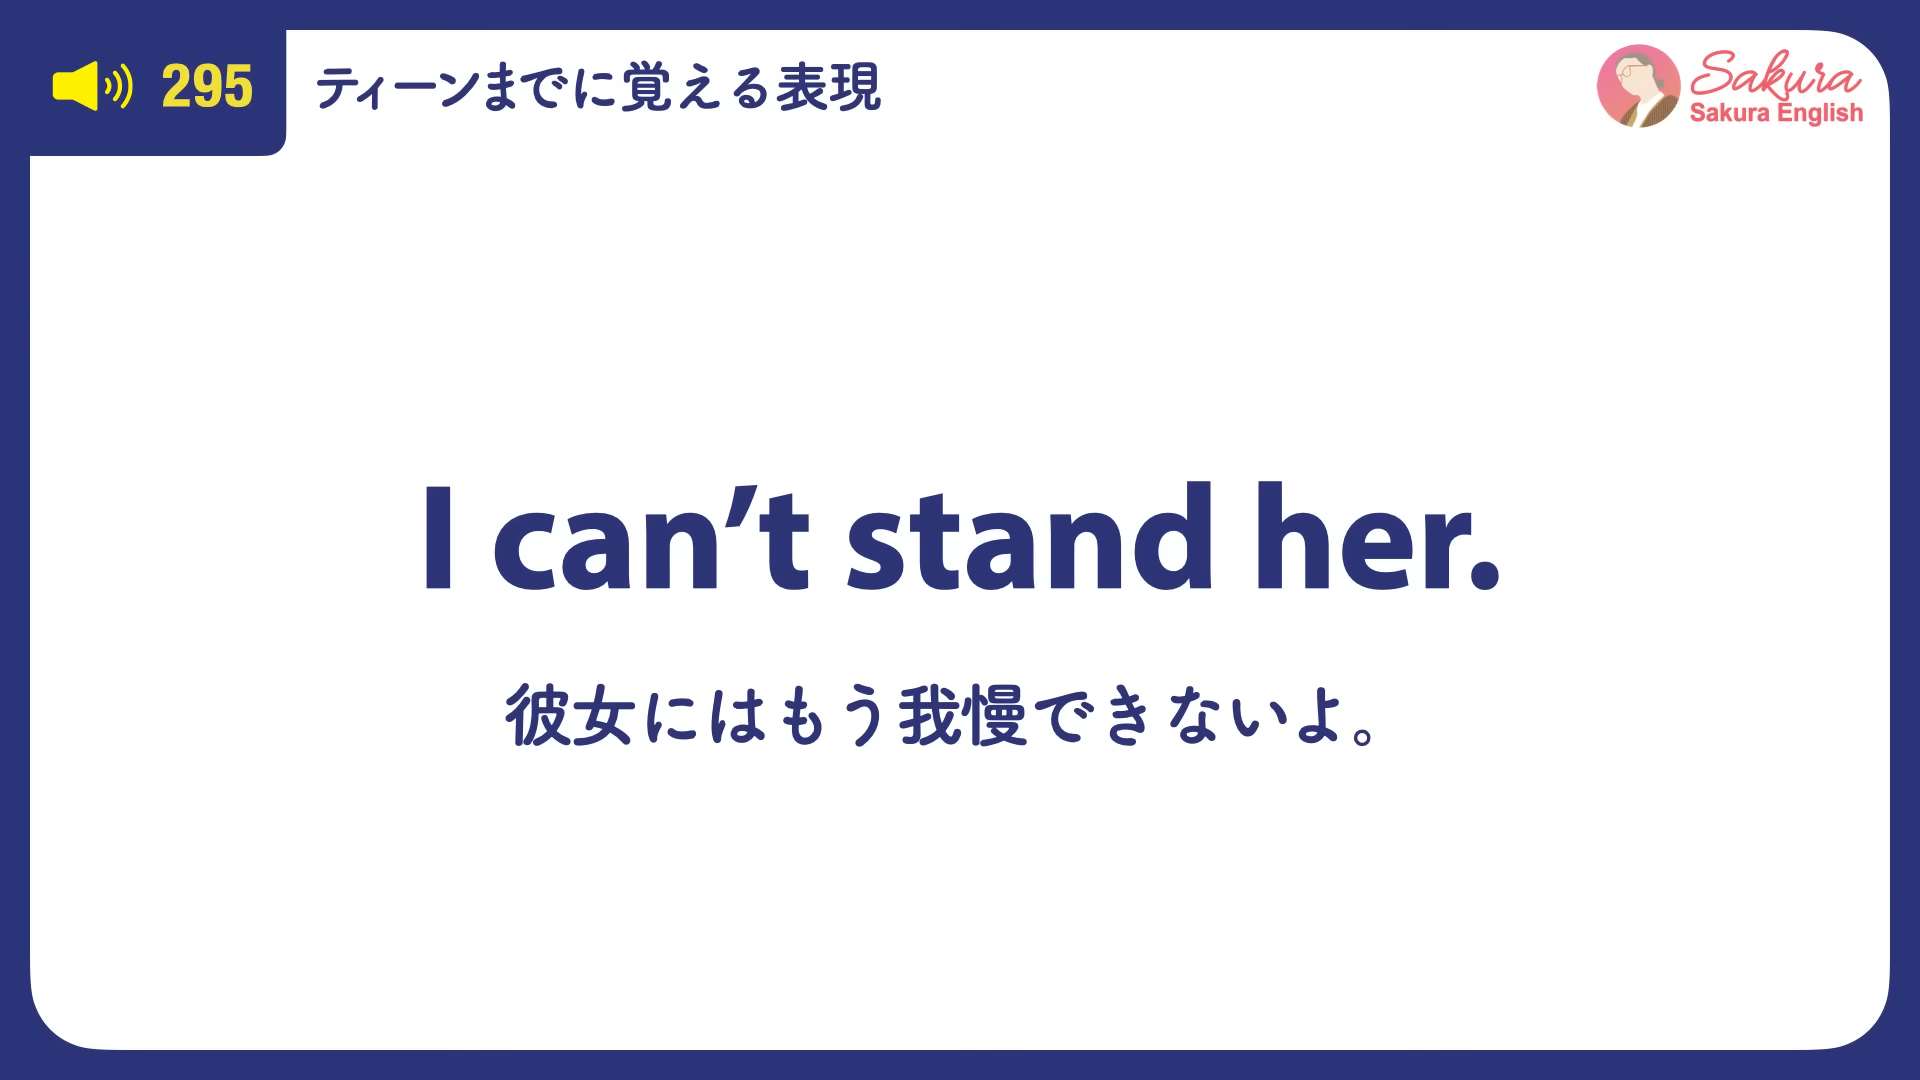 295
ティーンまでに覚える表現
Sakura
Sakura English
I can’t stand her.
彼女にはもう我慢できないよ。